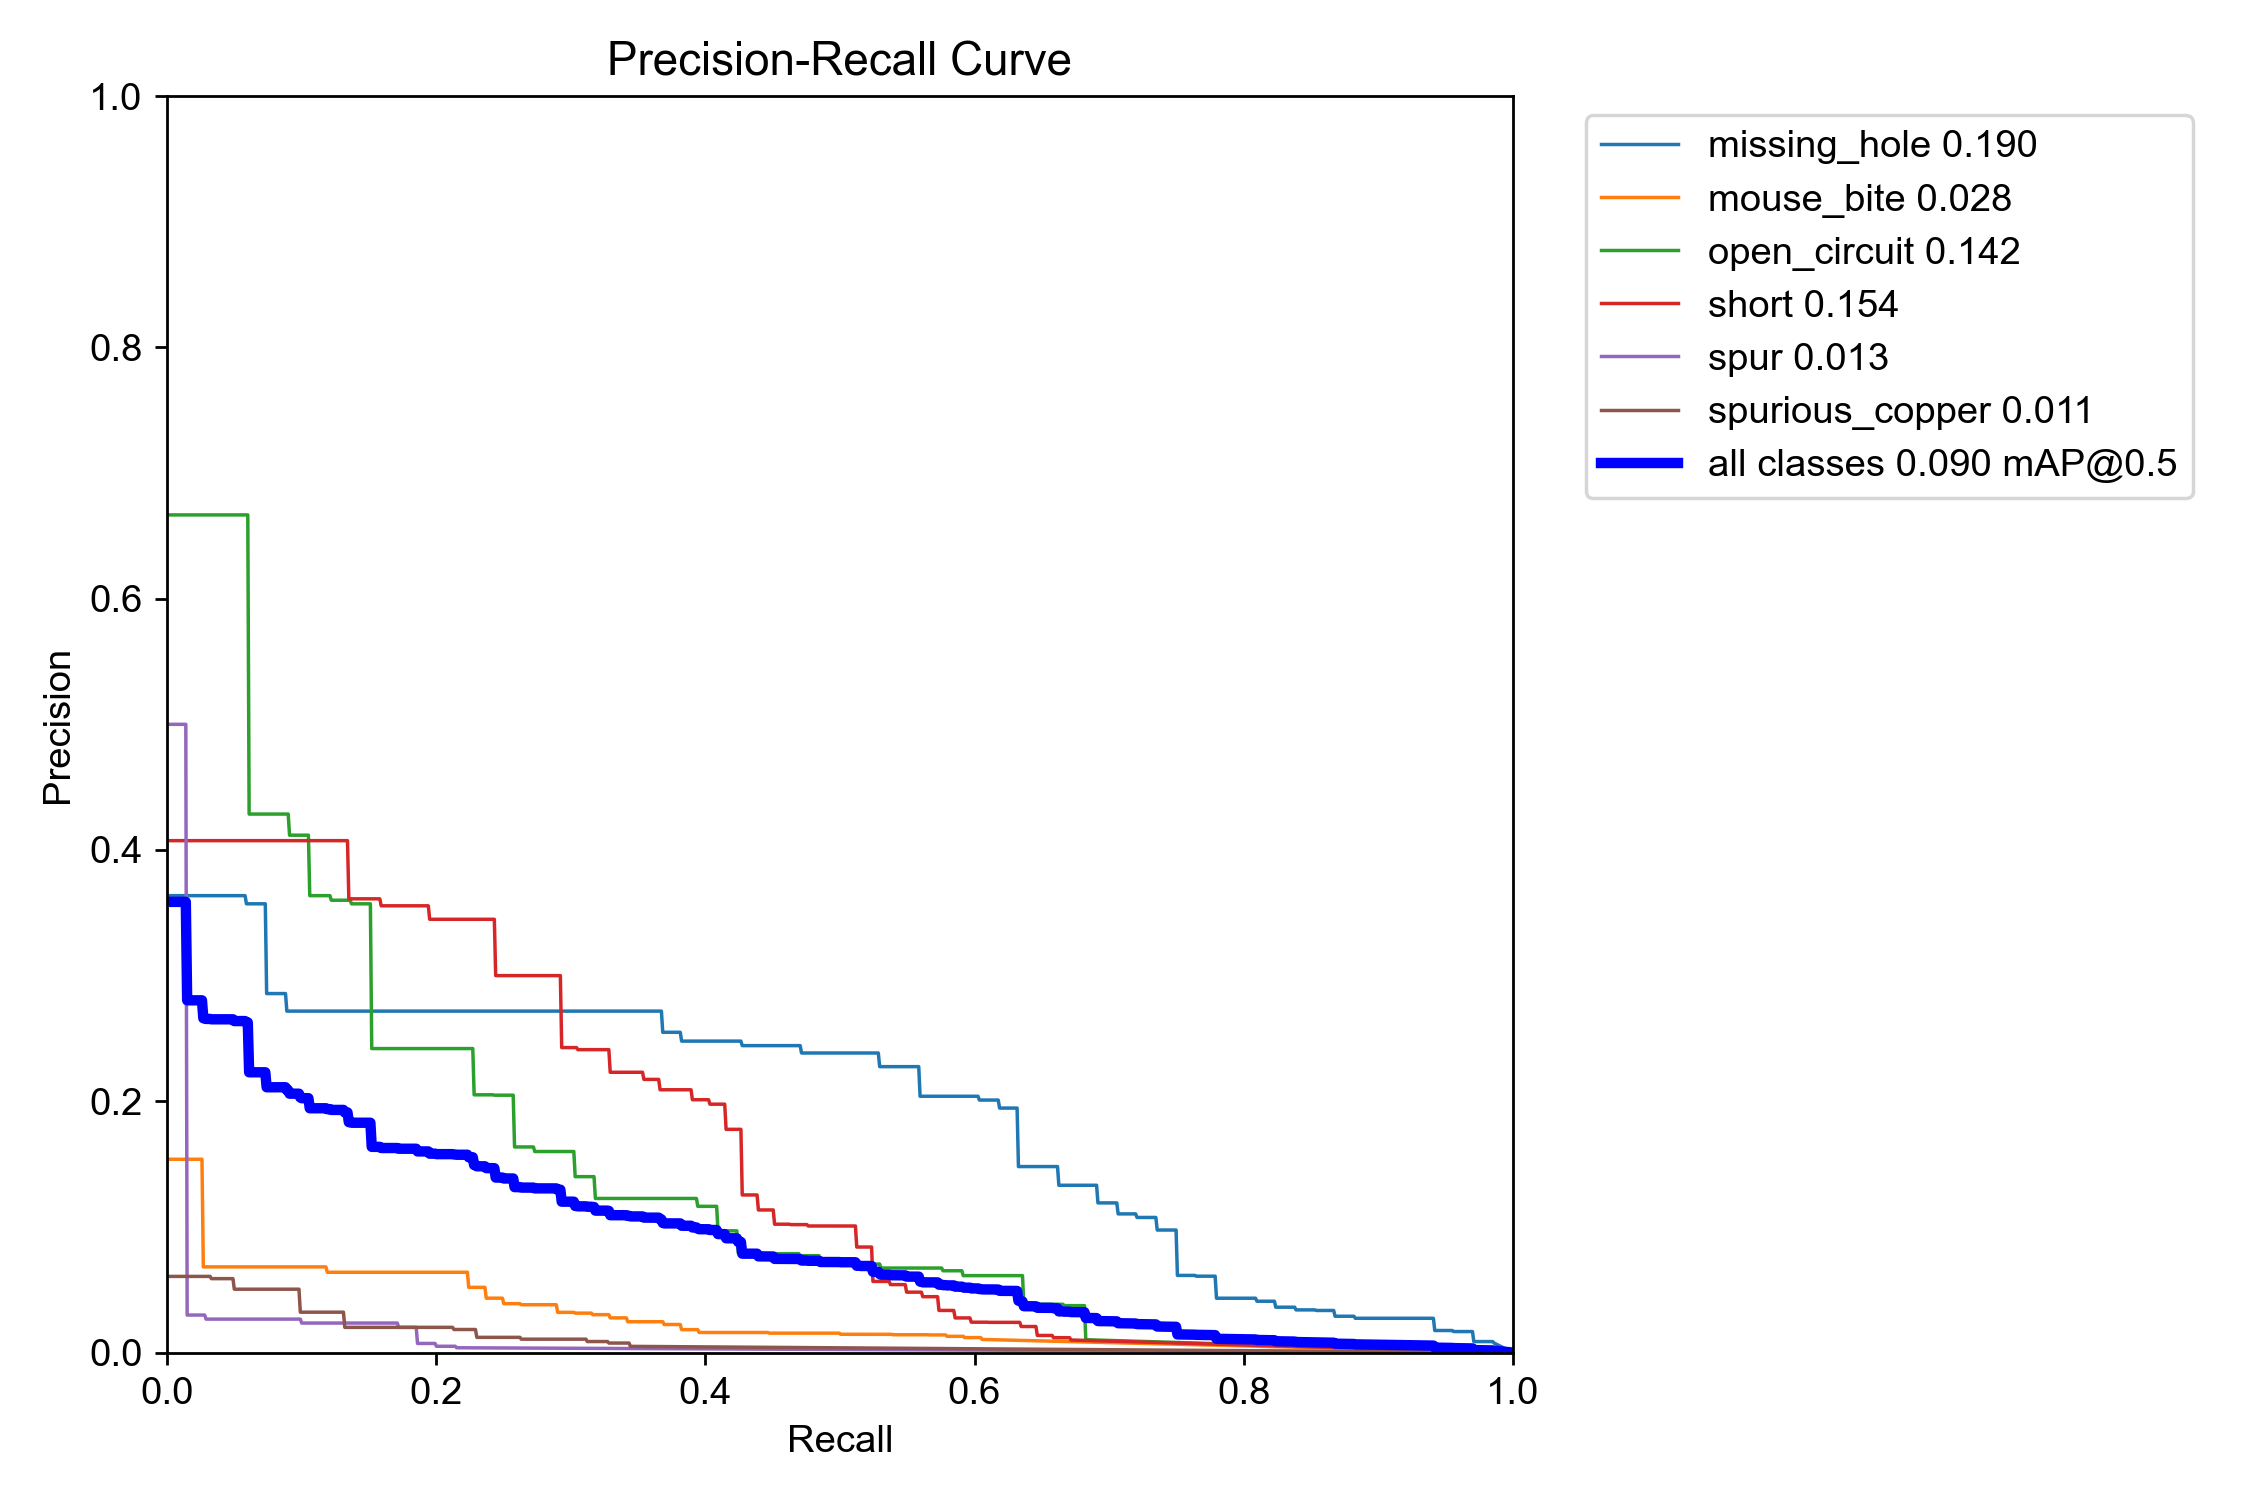 Precision-Recall Curve
1.0
0.8
0.6
0.4
0.2
0.0
Precision
0.0 0.2 0.4 0.6 0.8 1.0
Recall
missing_hole 0.190
mouse_bite 0.028
open_circuit 0.142
short 0.154
spur 0.013
spurious_copper 0.011
all classes 0.090 mAP@0.5